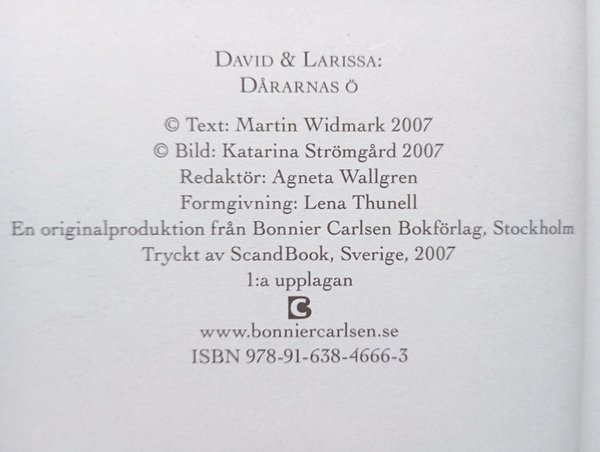 David & Larissa:
Dårarnas ö
© Text: Martin Widmark 2007
© Bild: Katarina Strömgård 2007
Redaktör: Agneta Wallgren
Formgivning: Lena Thunell
En originalproduktion från Bonnier Carlsen Bokförlag, Stockholm
Tryckt av ScandBook, Sverige, 2007
1:a upplagan
www.bonniercarlsen.se
ISBN 978-91-638-4666-3